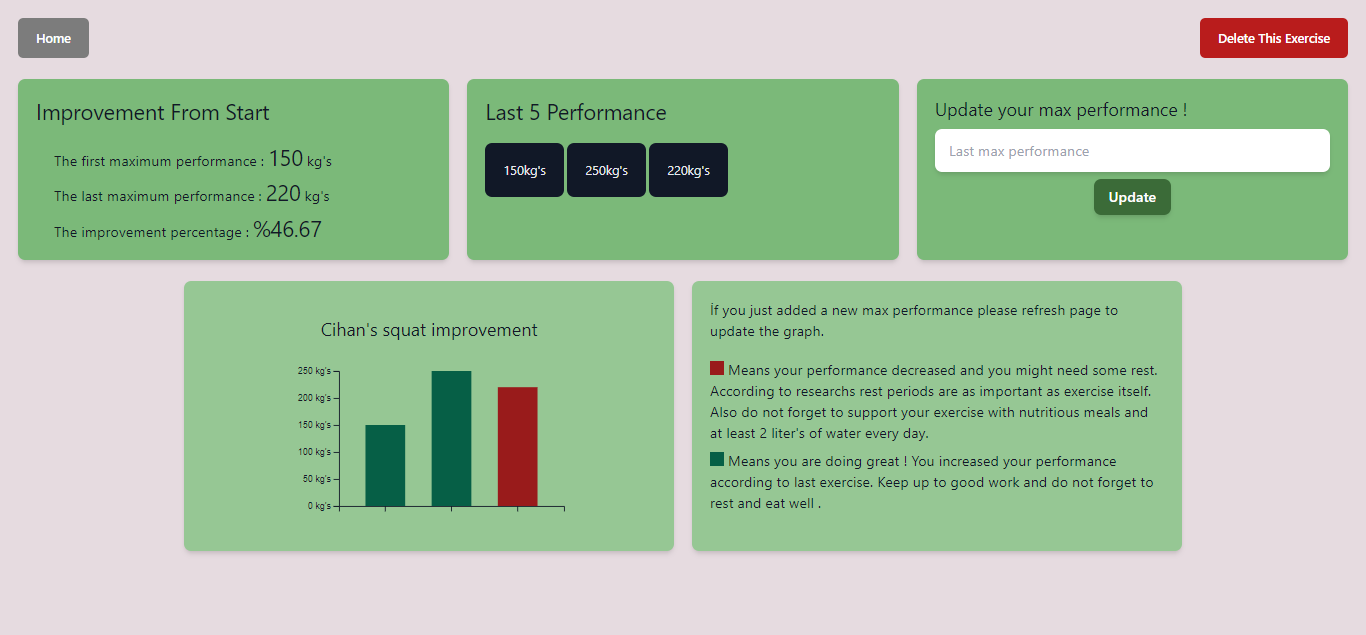 Home
Delete This Exercise
Improvement From Start
The first maximum performance : 150 kg's
The last maximum performance : 220 kg's
The improvement percentage : %46.67
Last 5 Performance
150kg's 250kg's 220kg's
Update your max performance !
Last max performance
Update
Cihan's squat improvement
250 kg's
200 kg's
150 kg's
100 kg's
50 kg's
0 kg's
İf you just added a new max performance please refresh page to
update the graph.
Means your performance decreased and you might need some rest.
According to researchs rest periods are as important as exercise itself.
Also do not forget to support your exercise with nutritious meals and
at least 2 liter's of water every day.
Means you are doing great ! You increased your performance
according to last exercise. Keep up to good work and do not forget to
rest and eat well .